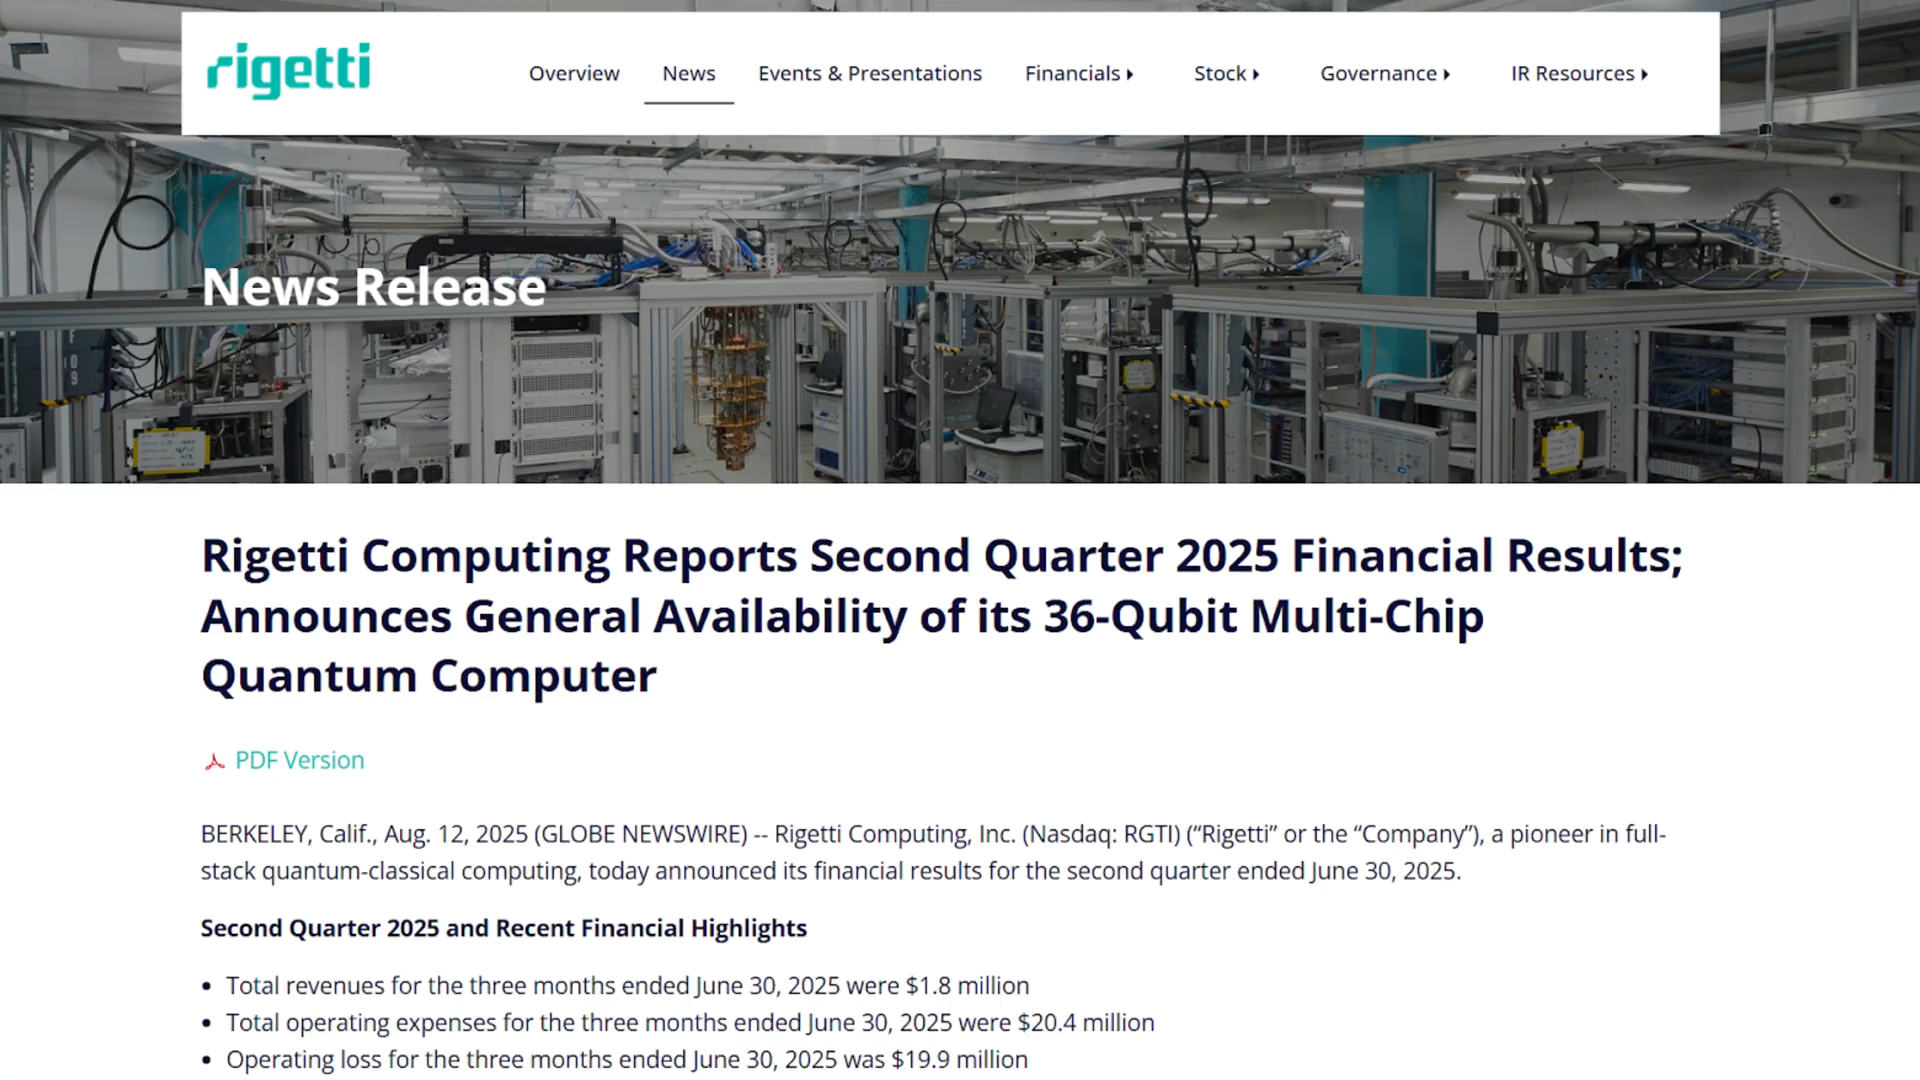 rigetti
Overview News Events & Presentations Financials Stock Governance IR Resources
News Release
Rigetti Computing Reports Second Quarter 2025 Financial Results;
Announces General Availability of its 36-Qubit Multi-Chip
Quantum Computer
PDF Version
BERKELEY, Calif., Aug. 12, 2025 (GLOBE NEWSWIRE) -- Rigetti Computing, Inc. (Nasdaq: RGTI) (“Rigetti” or the “Company”), a pioneer in full-
stack quantum-classical computing, today announced its financial results for the second quarter ended June 30, 2025.
Second Quarter 2025 and Recent Financial Highlights
• Total revenues for the three months ended June 30, 2025 were $1.8 million
• Total operating expenses for the three months ended June 30, 2025 were $20.4 million
• Operating loss for the three months ended June 30, 2025 was $19.9 million